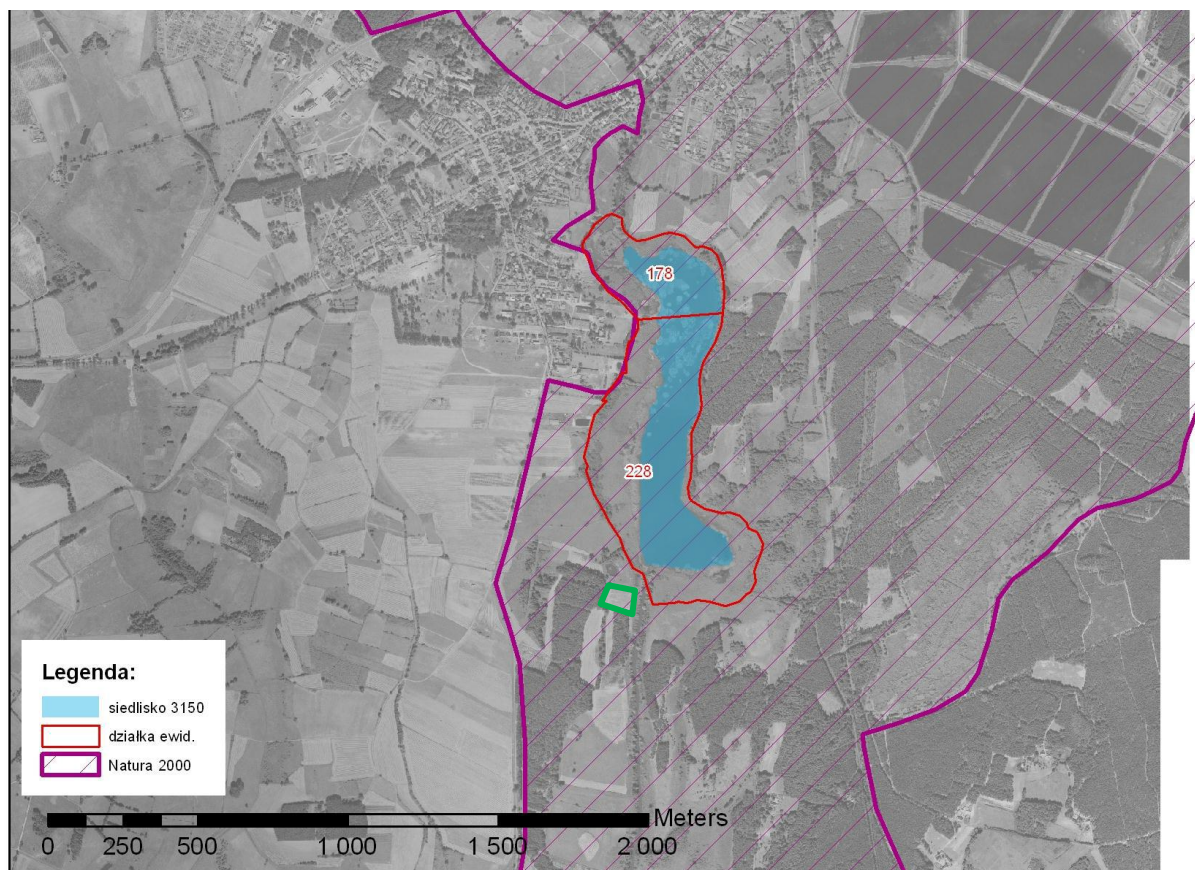 178
228
Legenda:
siedlisko 3150
działka ewid.
Natura 2000
Meters
0 250 500 1 000 1 500 2 000